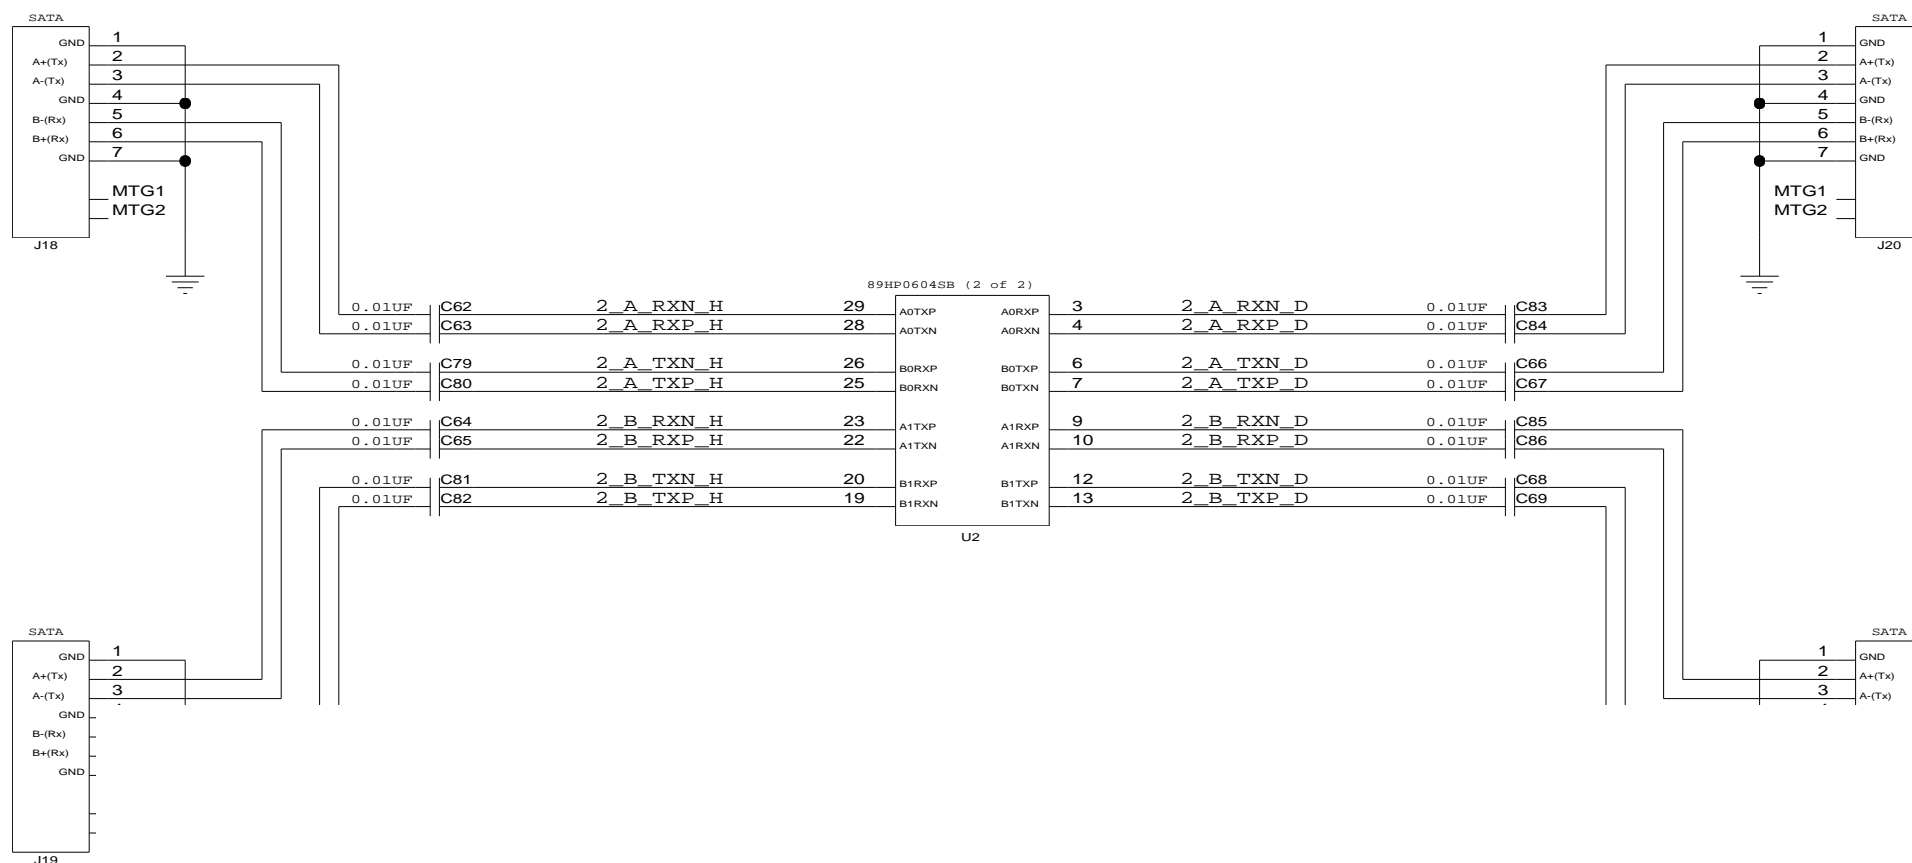 SATA SATA
GND 1 1 GND
A+(Tx) 2 2 A+(Tx)
A-(Tx) 3 3 A-(Tx)
GND 4 4 GND
B-(Rx) 5 5 B-(Rx)
B+(Rx) 6 6 B+(Rx)
GND 7 7 GND
MTG1 MTG1
MTG2 MTG2
J18 J20
89HP0604SB (2 of 2)
0.01UF C62 2_A_RXN_H 29 A0TXP A0RXP 3 2_A_RXN_D 0.01UF C83
0.01UF C63 2_A_RXP_H 28 A0TXN A0RXN 4 2_A_RXP_D 0.01UF C84
0.01UF C79 2_A_TXN_H 26 B0RXP B0TXP 6 2_A_TXN_D 0.01UF C66
0.01UF C80 2_A_TXP_H 25 B0RXN B0TXN 7 2_A_TXP_D 0.01UF C67
0.01UF C64 2_B_RXN_H 23 A1TXP A1RXP 9 2_B_RXN_D 0.01UF C85
0.01UF C65 2_B_RXP_H 22 A1TXN A1RXN 10 2_B_RXP_D 0.01UF C86
0.01UF C81 2_B_TXN_H 20 B1RXP B1TXP 12 2_B_TXN_D 0.01UF C68
0.01UF C82 2_B_TXP_H 19 B1RXN B1TXN 13 2_B_TXP_D 0.01UF C69
U2
SATA SATA
GND 1 1 GND
A+(Tx) 2 2 A+(Tx)
A-(Tx) 3 3 A-(Tx)
GND
B-(Rx)
B+(Rx)
GND
J19